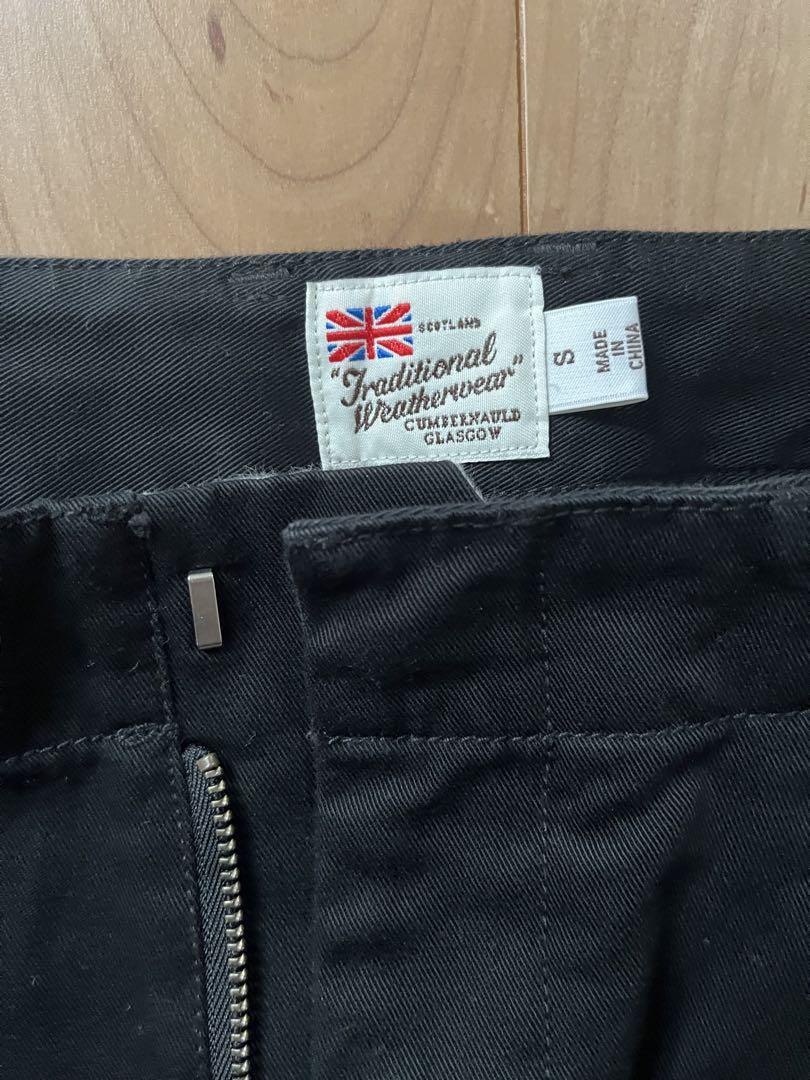 SCOTLAND
"Traditional
Weatherwear"
CUMBERNAULD
GLASGOW
S
MADE
IN
CHINA